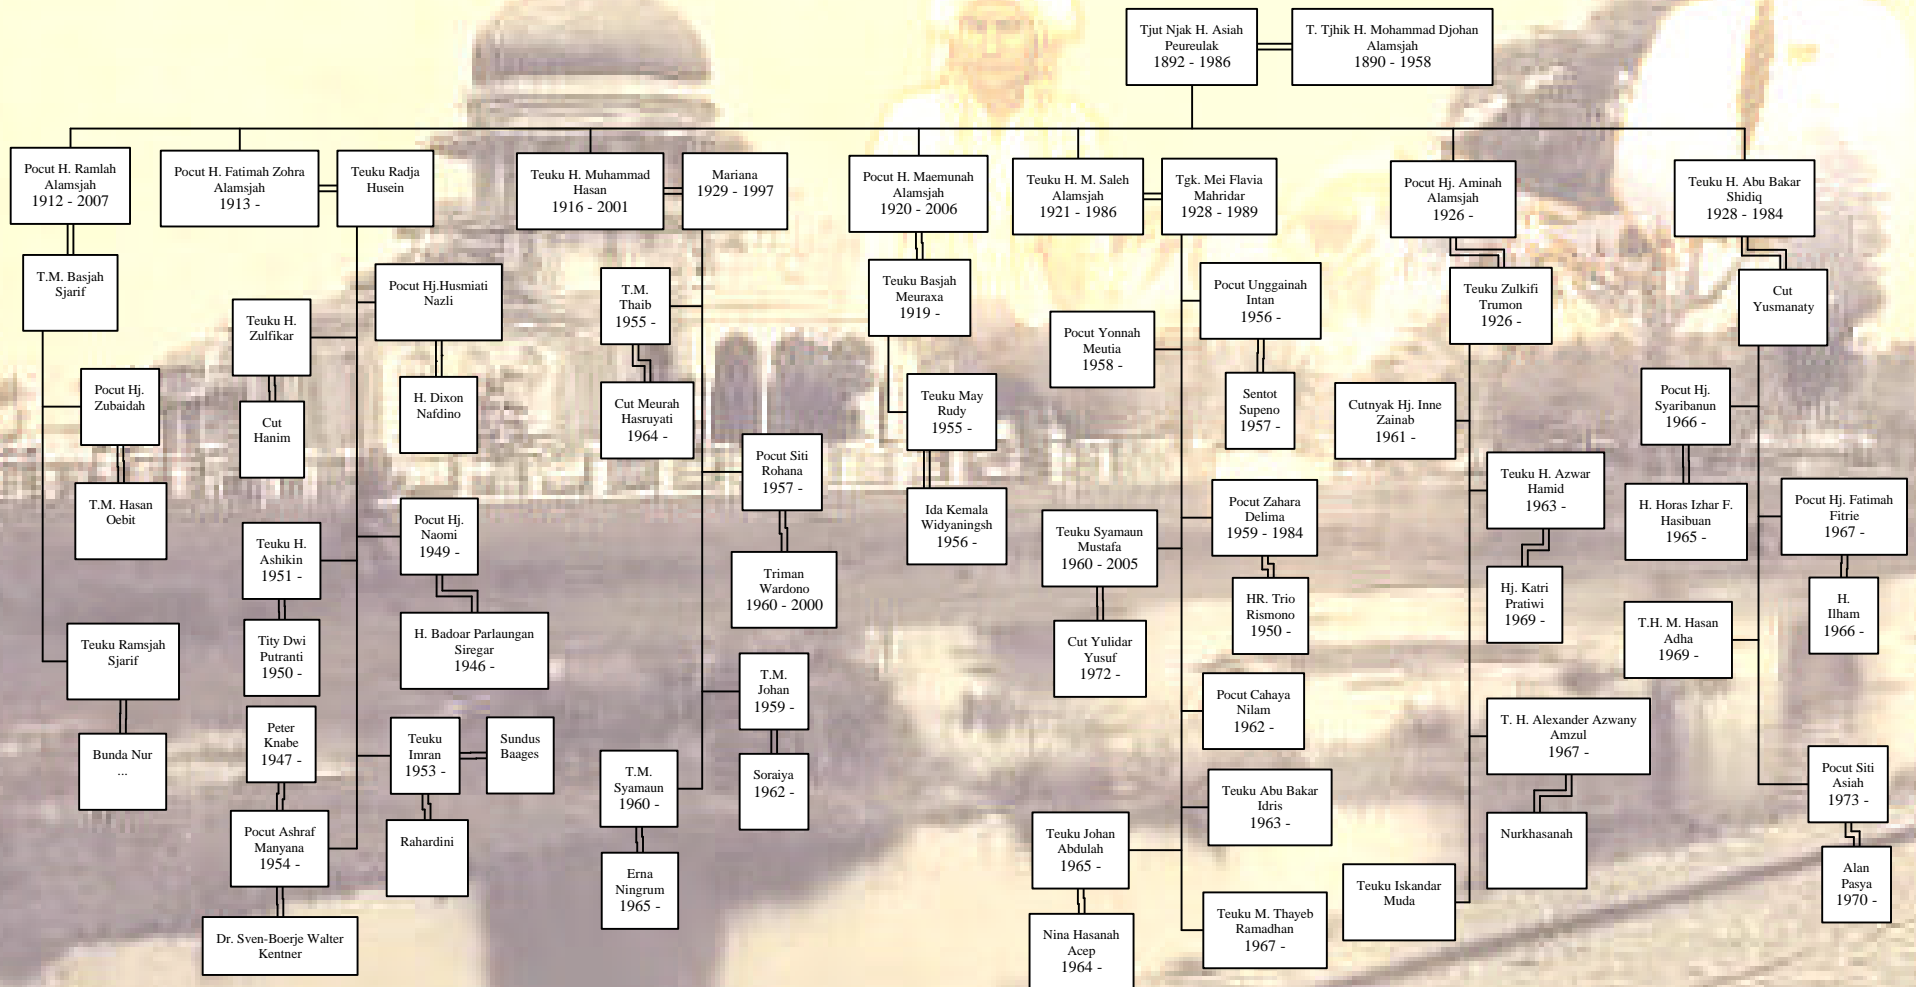 Tjut Njak H. Asiah
Peureulak
1892 - 1986
T. Tjhik H. Mohammad Djohan
Alamsjah
1890 - 1958
Pocut H. Ramlah
Alamsjah
1912 - 2007
T.M. Basjah
Sjarif
Pocut Hj.
Zubaidah
T.M. Hasan
Oebit
Teuku Ramsjah
Sjarif
Bunda Nur
...
Pocut H. Fatimah Zohra
Alamsjah
1913 -
Teuku Radja
Husein
Pocut Hj.Husmiati
Nazli
H. Dixon
Nafdino
Teuku H.
Zulfikar
Cut
Hanim
Pocut Hj.
Naomi
1949 -
H. Badoar Parlaungan
Siregar
1946 -
Teuku H.
Ashikin
1951 -
Tity Dwi
Putranti
1950 -
Teuku
Imran
1953 -
Sundus
Baages
Rahardini
Peter
Knabe
1947 -
Pocut Ashraf
Manyana
1954 -
Dr. Sven-Boerje Walter
Kentner
Teuku H. Muhammad
Hasan
1916 - 2001
Mariana
1929 - 1997
T.M.
Thaib
1955 -
Cut Meurah
Hasruyati
1964 -
Pocut Siti
Rohana
1957 -
Triman
Wardono
1960 - 2000
T.M.
Johan
1959 -
Soraiya
1962 -
T.M.
Syamaun
1960 -
Erna
Ningrum
1965 -
Pocut H. Maemunah
Alamsjah
1920 - 2006
Teuku Basjah
Meuraxa
1919 -
Teuku May
Rudy
1955 -
Ida Kemala
Widyaningsh
1956 -
Teuku H. M. Saleh
Alamsjah
1921 - 1986
Tgk. Mei Flavia
Mahridar
1928 - 1989
Pocut Unggainah
Intan
1956 -
Sentot
Supeno
1957 -
Pocut Yonnah
Meutia
1958 -
Pocut Zahara
Delima
1959 - 1984
HR. Trio
Rismono
1950 -
Teuku Syamaun
Mustafa
1960 - 2005
Cut Yulidar
Yusuf
1972 -
Pocut Cahaya
Nilam
1962 -
Teuku Abu Bakar
Idris
1963 -
Teuku Johan
Abdulah
1965 -
Nina Hasanah
Acep
1964 -
Teuku M. Thayeb
Ramadhan
1967 -
Pocut Hj. Aminah
Alamsjah
1926 -
Teuku Zulkifi
Trumon
1926 -
Cutnyak Hj. Inne
Zainab
1961 -
Teuku H. Azwar
Hamid
1963 -
Hj. Katri
Pratiwi
1969 -
T. H. Alexander Azwany
Amzul
1967 -
Nurkhasanah
Teuku Iskandar
Muda
Teuku H. Abu Bakar
Shidiq
1928 - 1984
Cut
Yusmanaty
Pocut Hj.
Syaribanun
1966 -
H. Horas Izhar F.
Hasibuan
1965 -
Pocut Hj. Fatimah
Fitrie
1967 -
H.
Ilham
1966 -
T.H. M. Hasan
Adha
1969 -
Pocut Siti
Asiah
1973 -
Alan
Pasya
1970 -